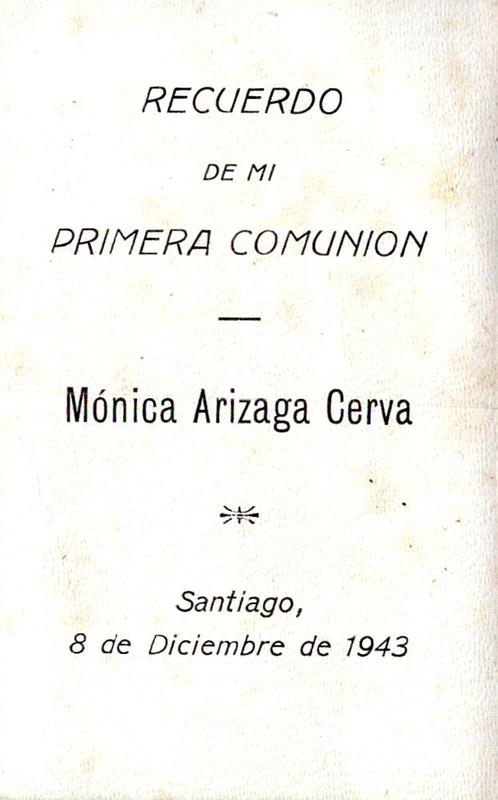 RECUERDO
DE MI
PRIMERA COMUNION
Mónica Arizaga Cerva
Santiago,
8 de Diciembre de 1943